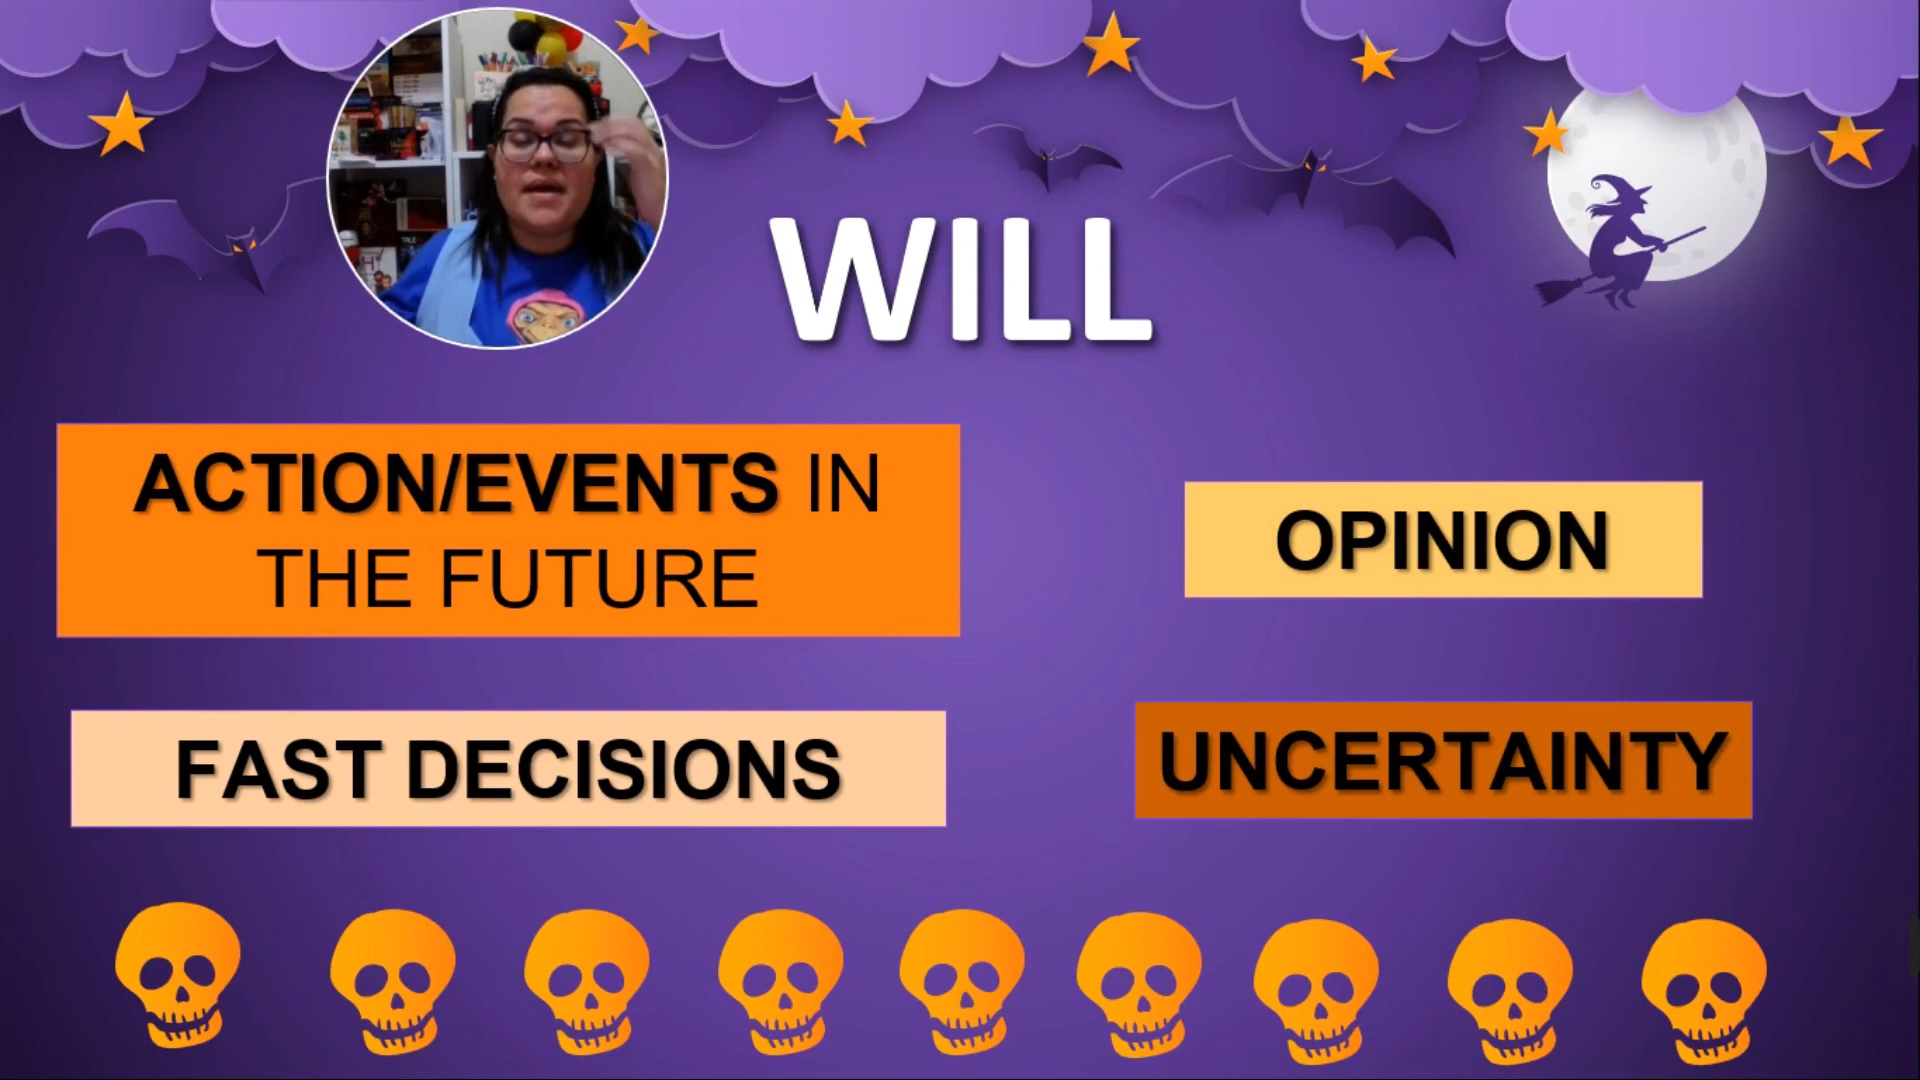 WILL
ACTION/EVENTS IN
THE FUTURE
OPINION
FAST DECISIONS
UNCERTAINTY